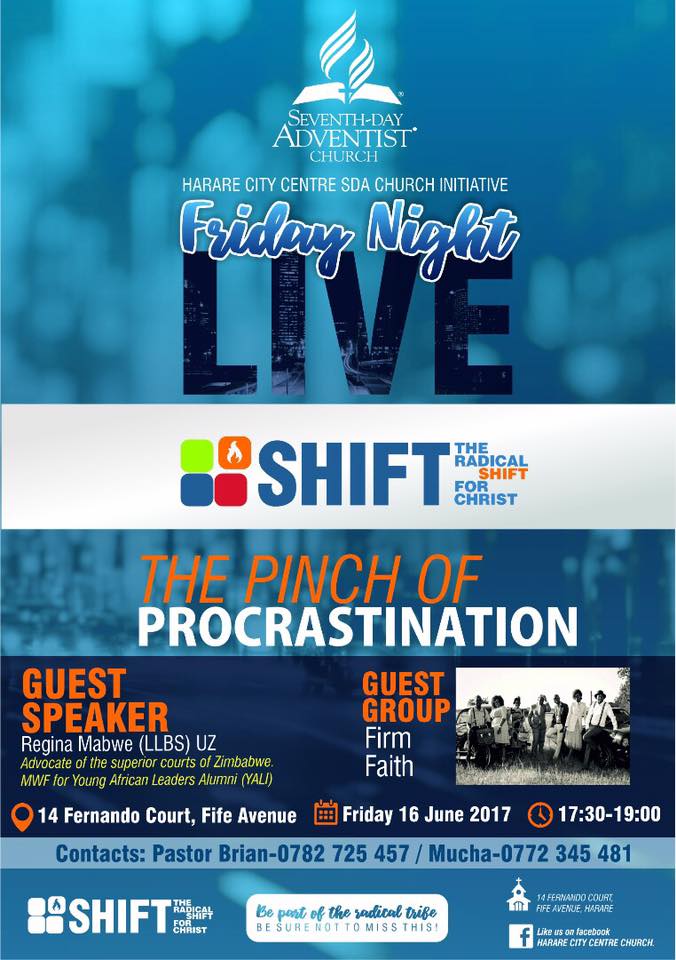 SEVENTH-DAY
ADVENTIST®
CHURCH
HARARE CITY CENTRE SDA CHURCH INITIATIVE
Friday Night
LIVE
SHIFT
THE
RADICAL
SHIFT
FOR
CHRIST
THE PINCH OF
PROCRASTINATION
GUEST
SPEAKER
Regina Mabwe (LLBS) UZ
Advocate of the superior courts of Zimbabwe.
MWF for Young African Leaders Alumni (YALI)
GUEST
GROUP
Firm
Faith
14 Fernando Court, Fife Avenue
Friday 16 June 2017
17:30-19:00
Contacts: Pastor Brian-0782 725 457 / Mucha-0772 345 481
SHIFT
THE
RADICAL
SHIFT
FOR
CHRIST
Be part of the radical tribe
BE SURE NOT TO MISS THIS!
14 FERNANDO COURT,
FIFE AVENUE, HARARE
Like us on facebook
HARARE CITY CENTRE CHURCH.